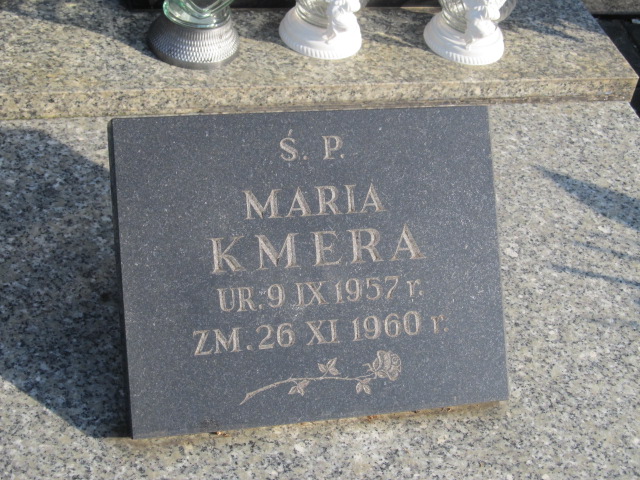 Ś. P.
MARIA
KMERA
UR. 9 IX 1957 r.
ZM. 26 XI 1960 r.